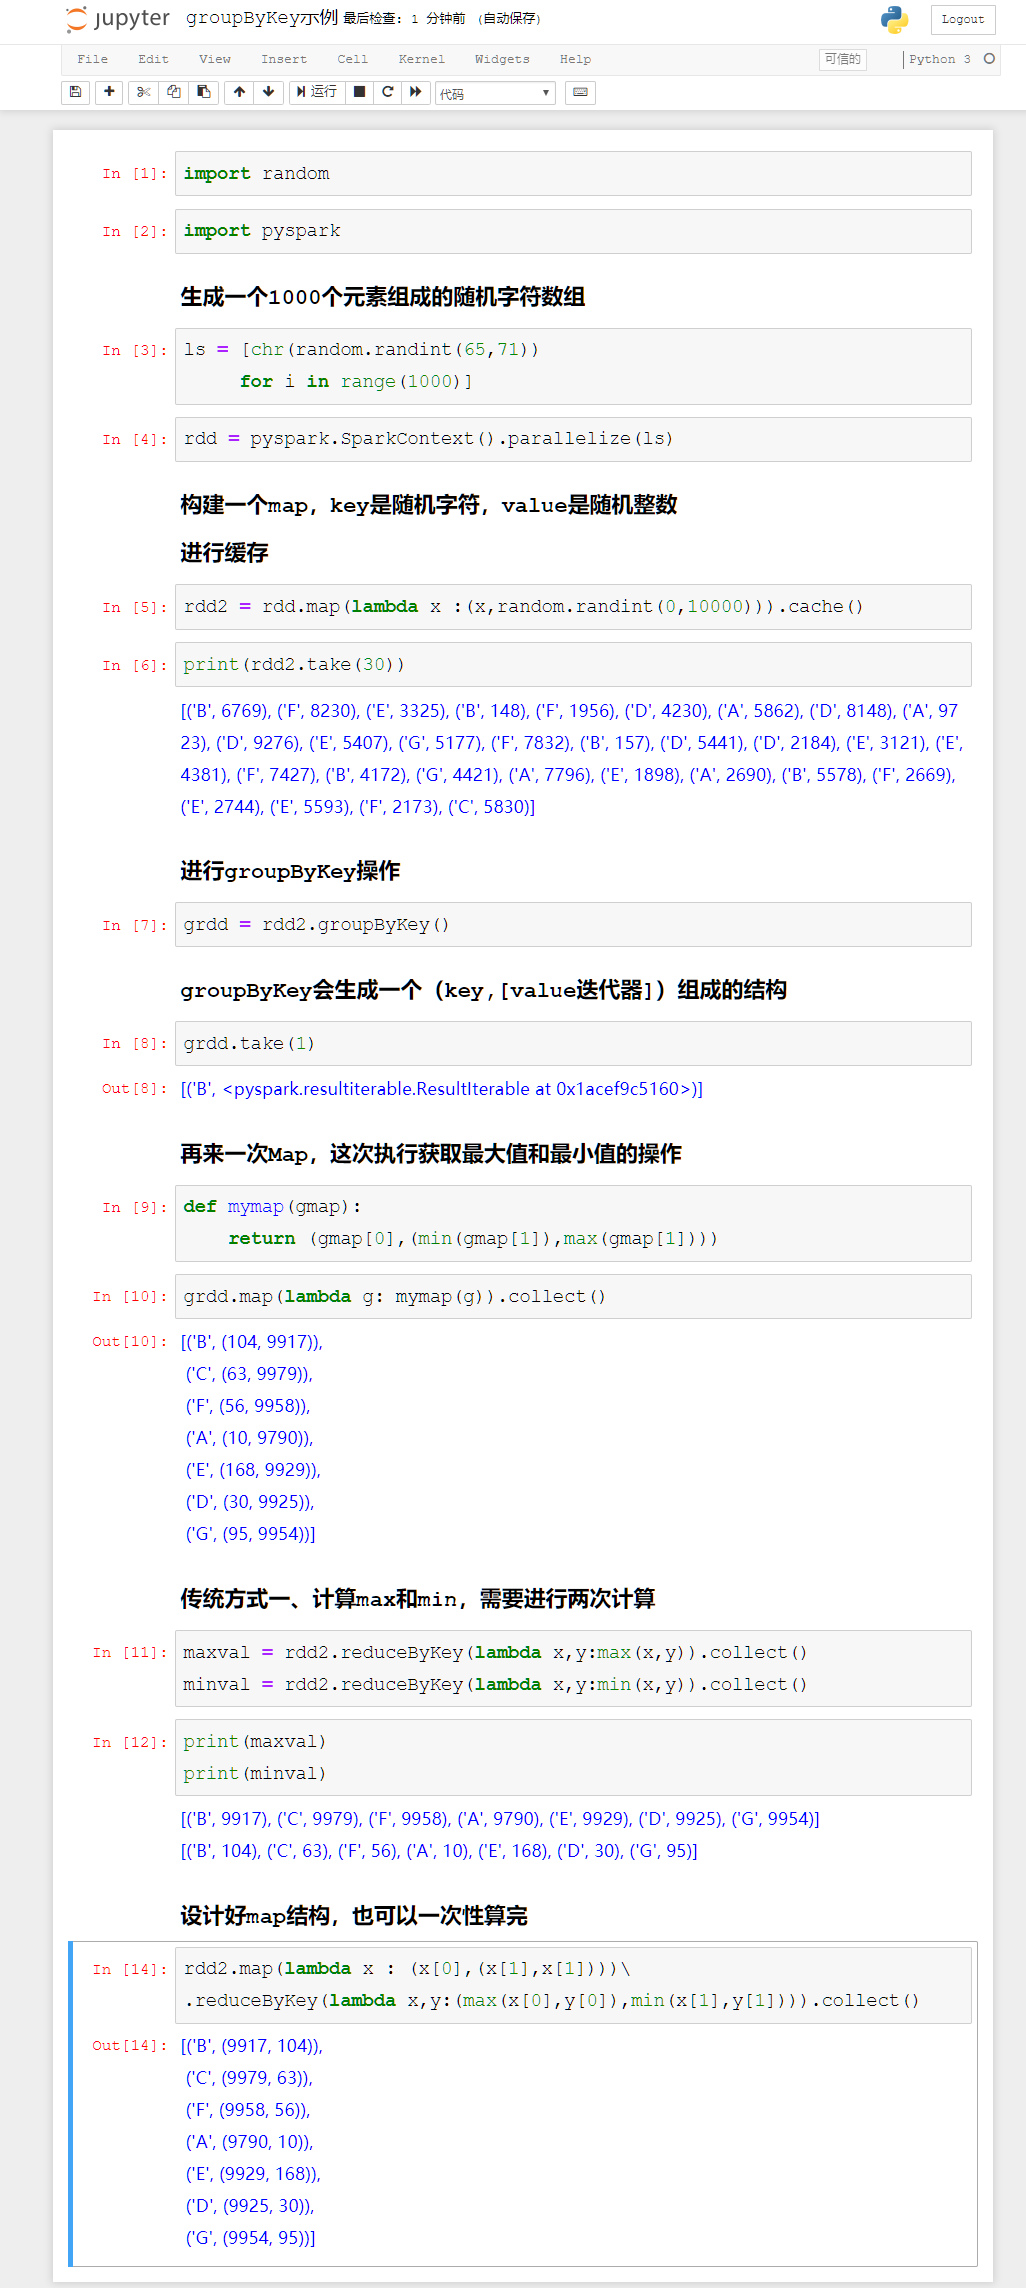 jupyter groupByKey示例 最后检查: 1 分钟前 (自动保存) Logout
File Edit View Insert Cell Kernel Widgets Help 可信的 Python 3
运行 代码
In [1]: import random
In [2]: import pyspark
生成一个1000个元素组成的随机字符数组
In [3]: ls = [chr(random.randint(65,71))
for i in range(1000)]
In [4]: rdd = pyspark.SparkContext().parallelize(ls)
构建一个map，key是随机字符，value是随机整数
进行缓存
In [5]: rdd2 = rdd.map(lambda x :(x,random.randint(0,10000))).cache()
In [6]: print(rdd2.take(30))
[('B', 6769), ('F', 8230), ('E', 3325), ('B', 148), ('F', 1956), ('D', 4230), ('A', 5862), ('D', 8148), ('A', 97
23), ('D', 9276), ('E', 5407), ('G', 5177), ('F', 7832), ('B', 157), ('D', 5441), ('D', 2184), ('E', 3121), ('E',
4381), ('F', 7427), ('B', 4172), ('G', 4421), ('A', 7796), ('E', 1898), ('A', 2690), ('B', 5578), ('F', 2669),
('E', 2744), ('E', 5593), ('F', 2173), ('C', 5830)]
进行groupByKey操作
In [7]: grdd = rdd2.groupByKey()
groupByKey会生成一个（key,[value迭代器]）组成的结构
In [8]: grdd.take(1)
Out[8]: [('B', <pyspark.resultiterable.ResultIterable at 0x1acef9c5160>)]
再来一次Map，这次执行获取最大值和最小值的操作
In [9]: def mymap(gmap):
return (gmap[0],(min(gmap[1]),max(gmap[1])))
In [10]: grdd.map(lambda g: mymap(g)).collect()
Out[10]: [('B', (104, 9917)),
('C', (63, 9979)),
('F', (56, 9958)),
('A', (10, 9790)),
('E', (168, 9929)),
('D', (30, 9925)),
('G', (95, 9954))]
传统方式一、计算max和min，需要进行两次计算
In [11]: maxval = rdd2.reduceByKey(lambda x,y:max(x,y)).collect()
minval = rdd2.reduceByKey(lambda x,y:min(x,y)).collect()
In [12]: print(maxval)
print(minval)
[('B', 9917), ('C', 9979), ('F', 9958), ('A', 9790), ('E', 9929), ('D', 9925), ('G', 9954)]
[('B', 104), ('C', 63), ('F', 56), ('A', 10), ('E', 168), ('D', 30), ('G', 95)]
设计好map结构，也可以一次性算完
In [14]: rdd2.map(lambda x : (x[0],(x[1],x[1])))\
.reduceByKey(lambda x,y:(max(x[0],y[0]),min(x[1],y[1]))).collect()
Out[14]: [('B', (9917, 104)),
('C', (9979, 63)),
('F', (9958, 56)),
('A', (9790, 10)),
('E', (9929, 168)),
('D', (9925, 30)),
('G', (9954, 95))]